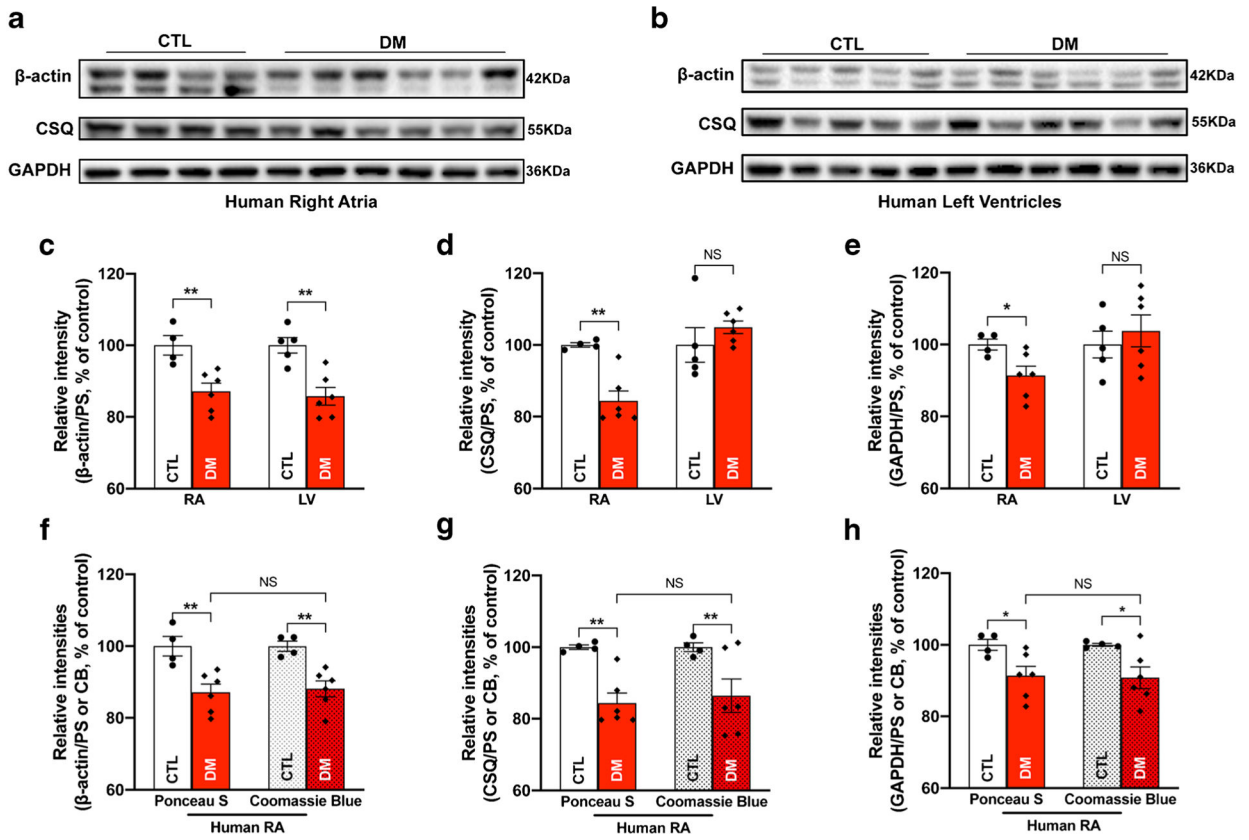 a
CTL
DM
β-actin
42KDa
CSQ
55KDa
GAPDH
36KDa
Human Right Atria
b
CTL
DM
β-actin
42KDa
CSQ
55KDa
GAPDH
36KDa
Human Left Ventricles
c
Relative intensity
(β-actin/PS, % of control)
120
100
80
60
**
**
CTL
DM
CTL
DM
RA
LV
d
Relative intensity
(CSQ/PS, % of control)
120
100
80
60
**
NS
CTL
DM
CTL
DM
RA
LV
e
Relative intensity
(GAPDH/PS, % of control)
120
100
80
60
*
NS
CTL
DM
CTL
DM
RA
LV
f
Relative intensities
(β-actin/PS or CB, % of control)
120
100
80
60
NS
**
**
CTL
DM
CTL
DM
Ponceau S
Coomassie Blue
Human RA
g
Relative intensities
(CSQ/PS or CB, % of control)
120
100
80
60
NS
**
**
CTL
DM
CTL
DM
Ponceau S
Coomassie Blue
Human RA
h
Relative intensities
(GAPDH/PS or CB, % of control)
120
100
80
60
NS
*
*
CTL
DM
CTL
DM
Ponceau S
Coomassie Blue
Human RA